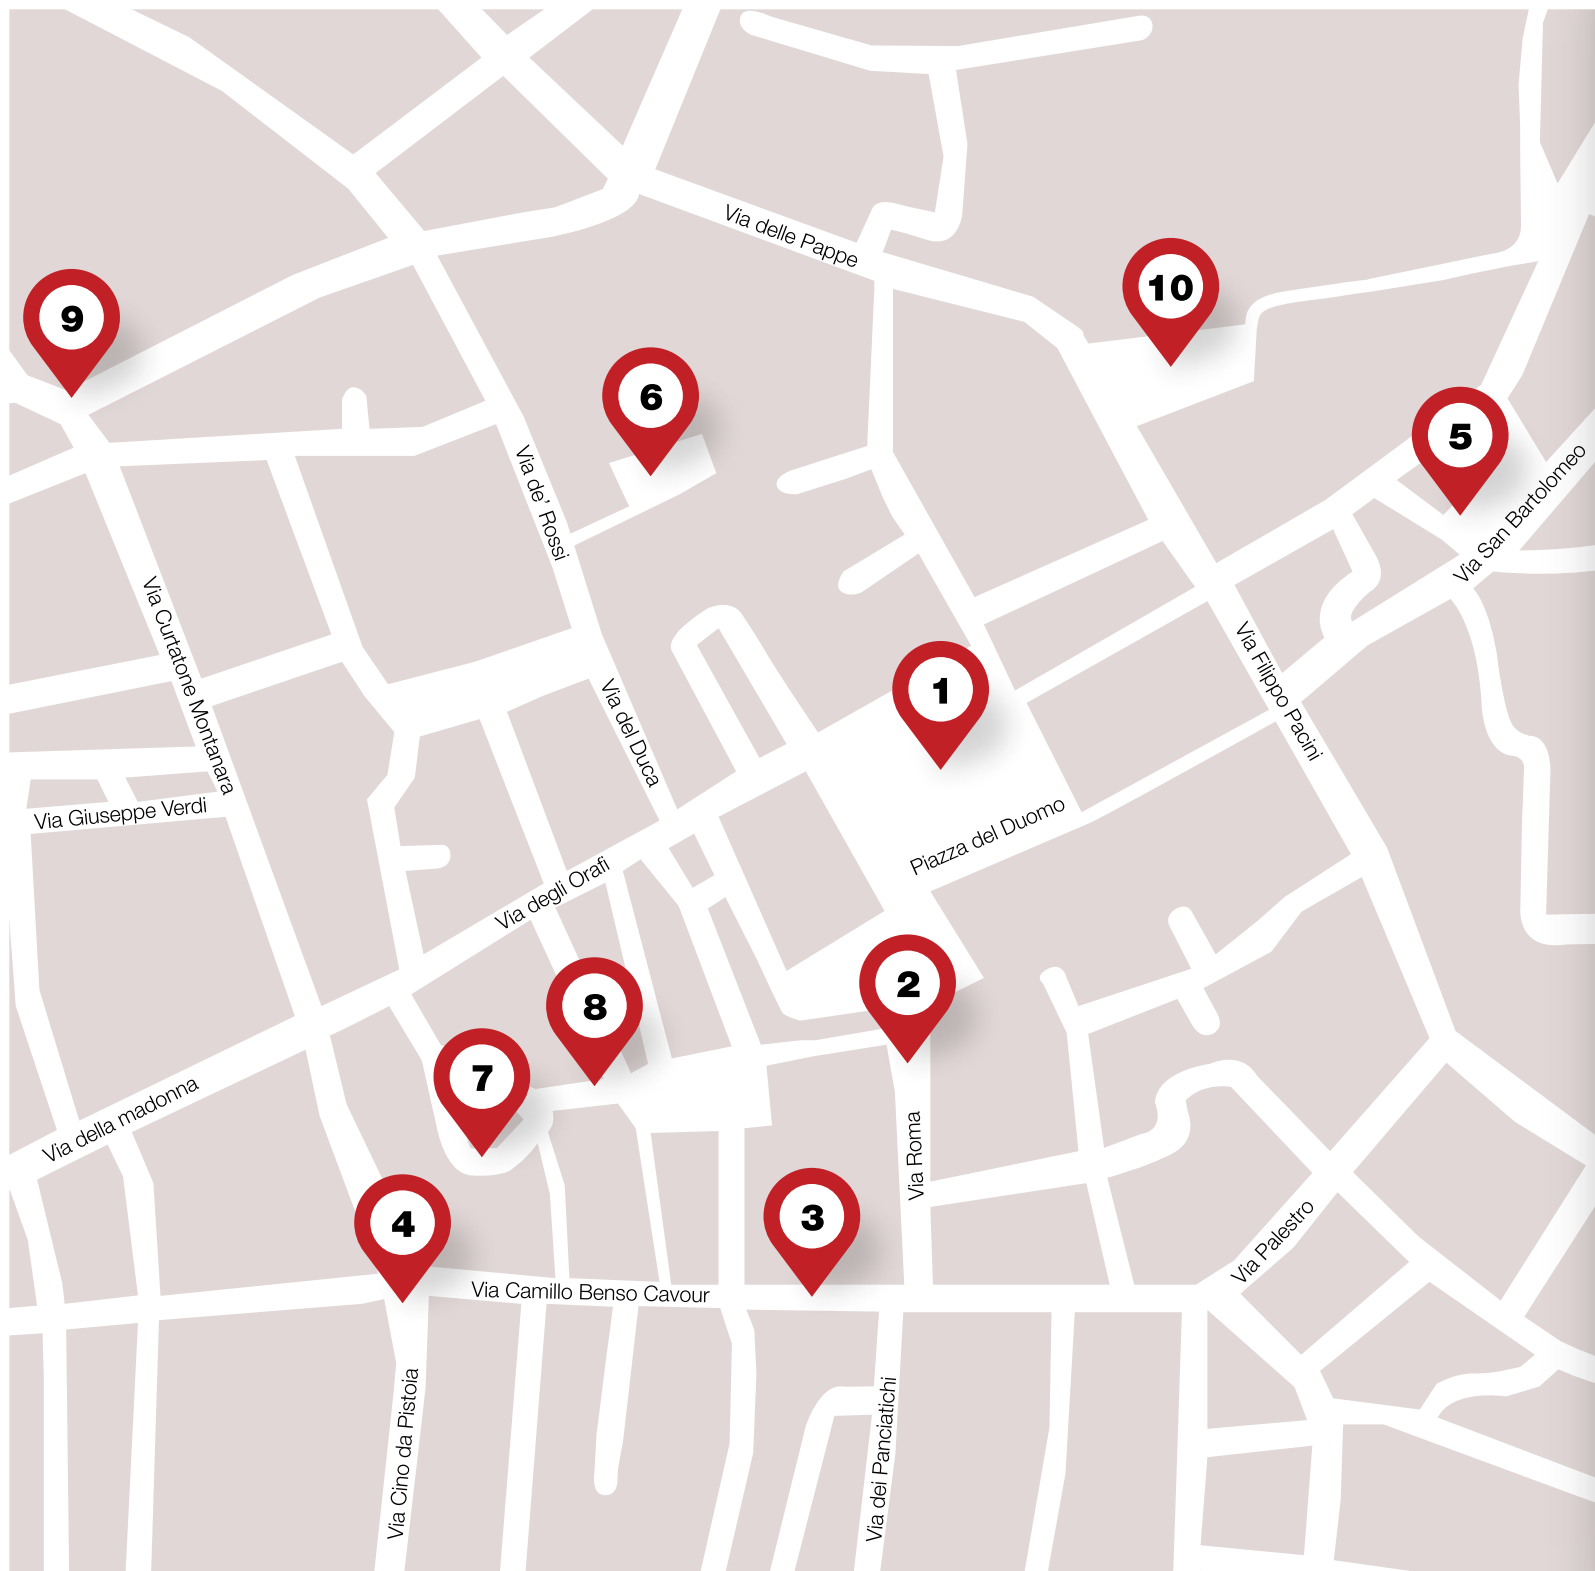 Via delle Pappe
10
9
6
5
Via San Bartolomeo
Via de' Rossi
Via Curtatone Montanara
Via Filippo Pacini
1
Via del Duca
Via Giuseppe Verdi
Piazza del Duomo
Via degli Orafi
2
8
7
Via della madonna
Via Roma
4
3
Via Palestro
Via Camillo Benso Cavour
Via Cino da Pistoia
Via dei Panciatichi